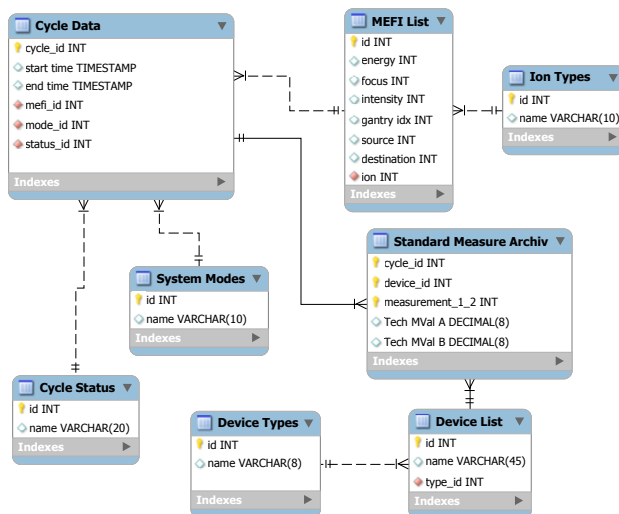 Cycle Data
cycle_id INT
start time TIMESTAMP
end time TIMESTAMP
mefi_id INT
mode_id INT
status_id INT
Indexes
MEFI List
id INT
energy INT
focus INT
intensity INT
gantry idx INT
source INT
destination INT
ion INT
Indexes
Ion Types
id INT
name VARCHAR(10)
Indexes
System Modes
id INT
name VARCHAR(10)
Indexes
Standard Measure Archiv
cycle_id INT
device_id INT
measurement_1_2 INT
Tech MVal A DECIMAL(8)
Tech MVal B DECIMAL(8)
Indexes
Cycle Status
id INT
name VARCHAR(20)
Indexes
Device Types
id INT
name VARCHAR(8)
Indexes
Device List
id INT
name VARCHAR(45)
type_id INT
Indexes